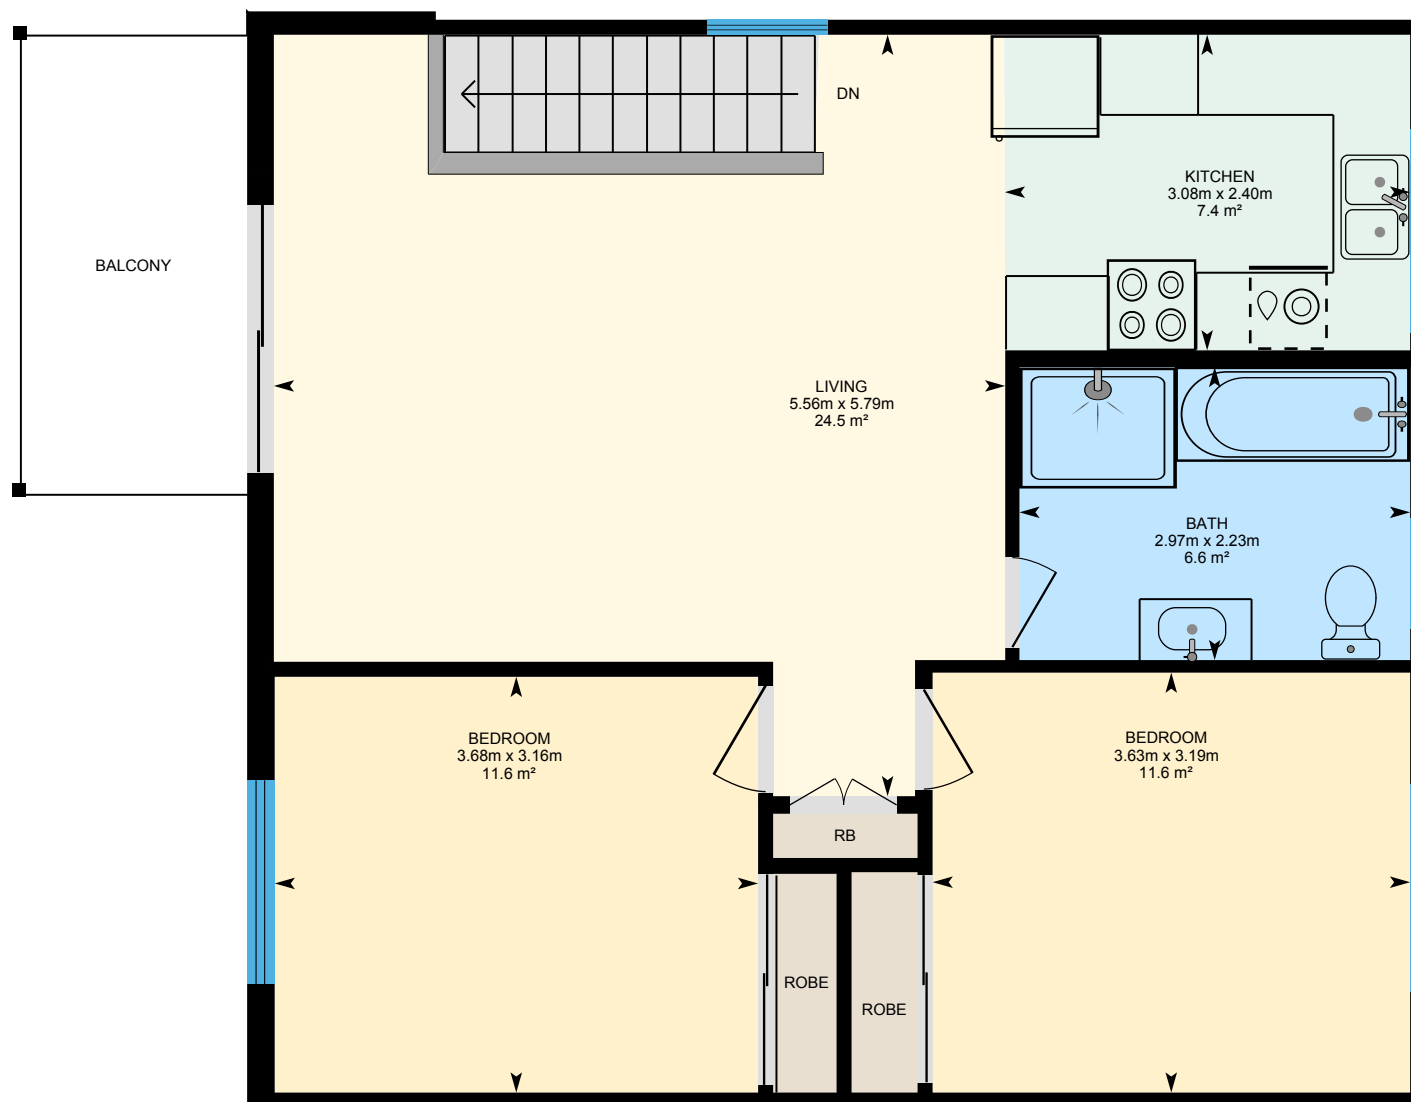 DN
KITCHEN
3.08m x 2.40m
7.4 m²
BALCONY
LIVING
5.56m x 5.79m
24.5 m²
BATH
2.97m x 2.23m
6.6 m²
BEDROOM
3.68m x 3.16m
11.6 m²
BEDROOM
3.63m x 3.19m
11.6 m²
RB
ROBE
ROBE